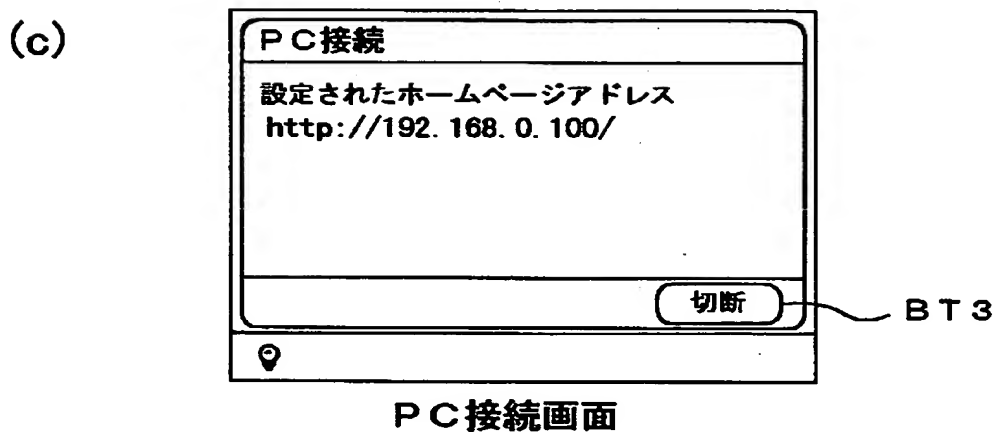 (c)
ＰＣ接続
設定されたホームページアドレス
http://192.168.0.100/
切断
ＢＴ３
ＰＣ接続画面